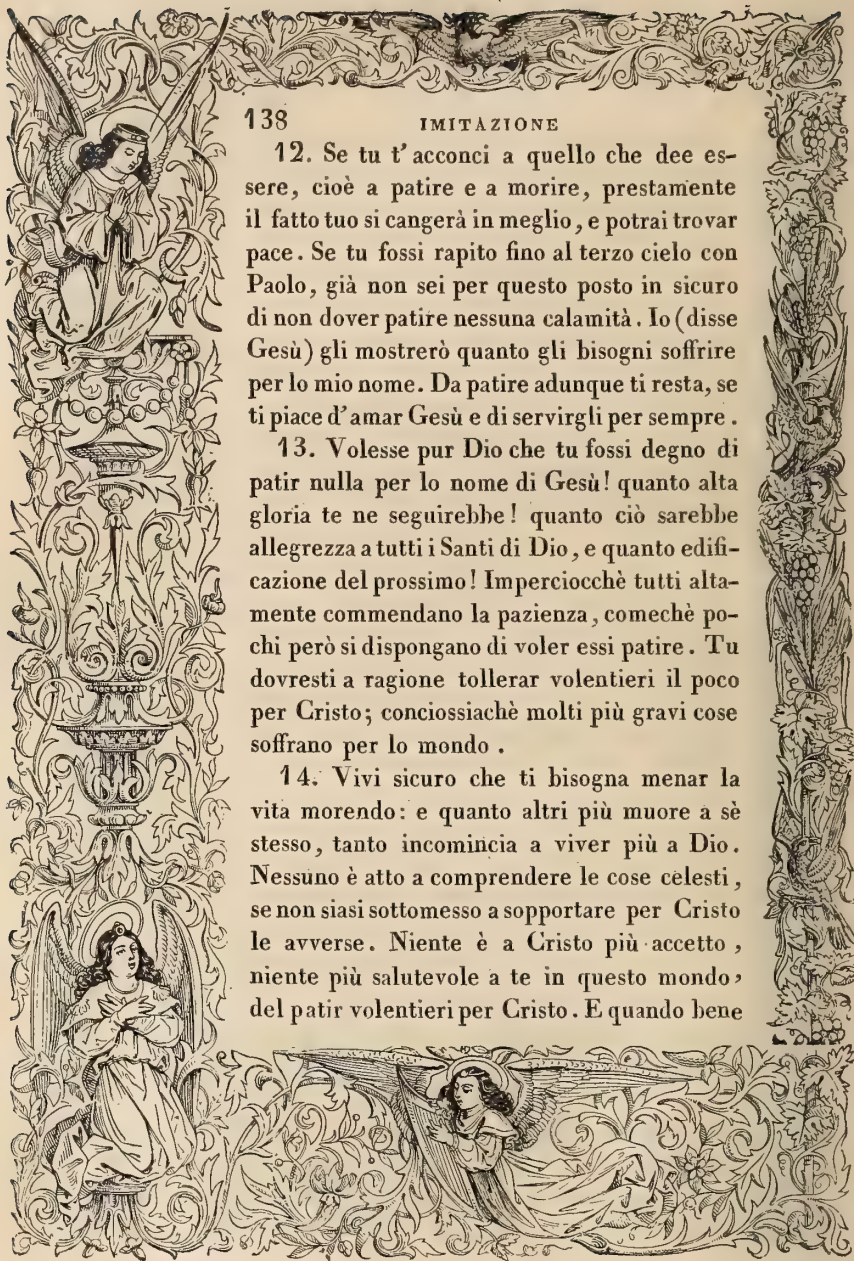 138 IMITAZIONE
12. Se tu t'acconci a quello che dee es-
sere, cioè a patire e a morire, prestamente
il fatto tuo si cangerà in meglio, e potrai trovar
pace. Se tu fossi rapito fino al terzo cielo con
Paolo, già non sei per questo posto in sicuro
di non dover patire nessuna calamità. Io (disse
Gesù) gli mostrerò quanto gli bisogni soffrire
per lo mio nome. Da patire adunque ti resta, se
ti piace d'amar Gesù e di servirgli per sempre.
13. Volesse pur Dio che tu fossi degno di
patir nulla per lo nome di Gesù! quanto alta
gloria te ne seguirebbe! quanto ciò sarebbe
allegrezza a tutti i Santi di Dio, e quanto edifi-
cazione del prossimo! Imperciocchè tutti alta-
mente commendano la pazienza, comechè po-
chi però si dispongano di voler essi patire. Tu
dovresti a ragione tollerar volentieri il poco
per Cristo; conciossiachè molti più gravi cose
soffrano per lo mondo.
14. Vivi sicuro che ti bisogna menar la
vita morendo: e quanto altri più muore a sè
stesso, tanto incomincia a viver più a Dio.
Nessuno è atto a comprendere le cose celesti,
se non siasi sottomesso a sopportare per Cristo
le avverse. Niente è a Cristo più accetto,
niente più salutevole a te in questo mondo,
del patir volentieri per Cristo. E quando bene